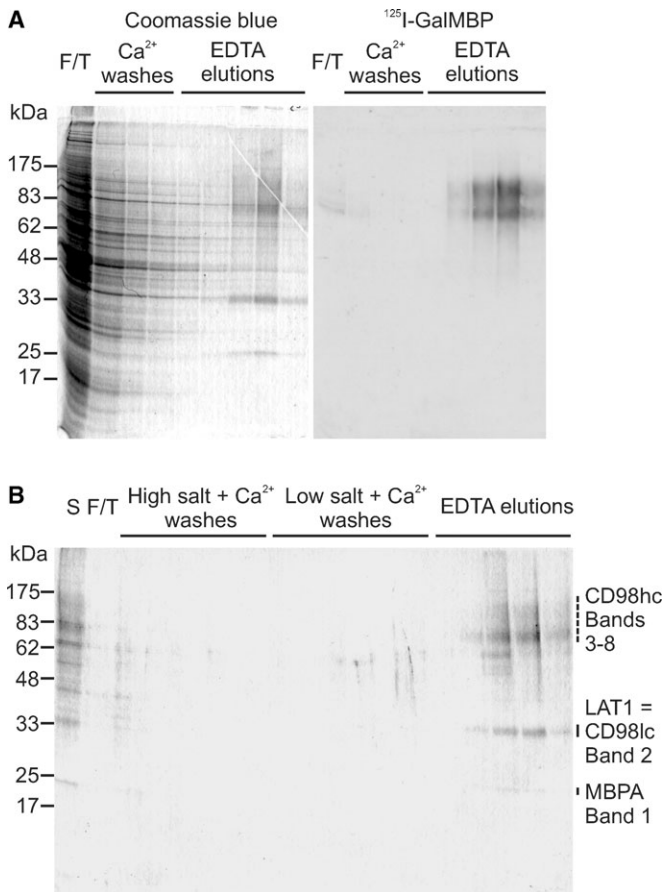 A
Coomassie blue
¹²⁵I-GalMBP
F/T
Ca²⁺
washes
EDTA
elutions
F/T
Ca²⁺
washes
EDTA
elutions
kDa
175
83
62
48
33
25
17
B
S F/T
High salt + Ca²⁺
washes
Low salt + Ca²⁺
washes
EDTA elutions
kDa
175
83
62
48
33
25
17
CD98hc
Bands
3-8
LAT1 =
CD98lc
Band 2
MBPA
Band 1